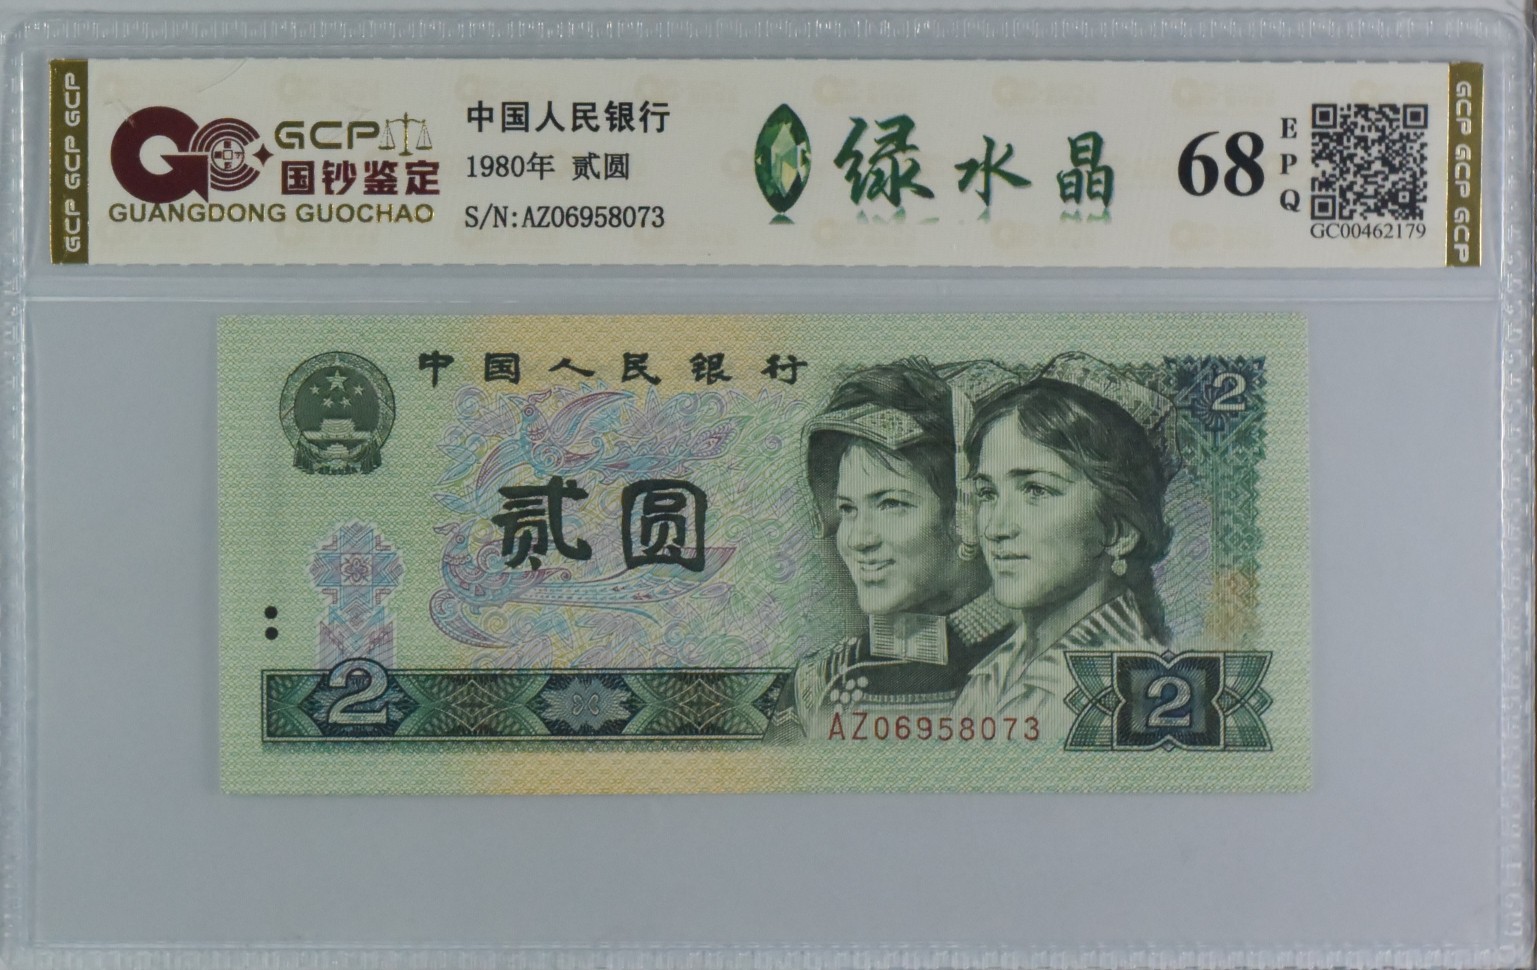 GCP GCP GCP
GCP
国钞鉴定
GUANGDONG GUOCHAO
中国人民银行
1980年 贰圆
S/N:AZ06958073
绿水晶
68
EPQ
GC00462179
GCP GCP GCP
中国人民银行
2
贰圆
2
AZ06958073
2